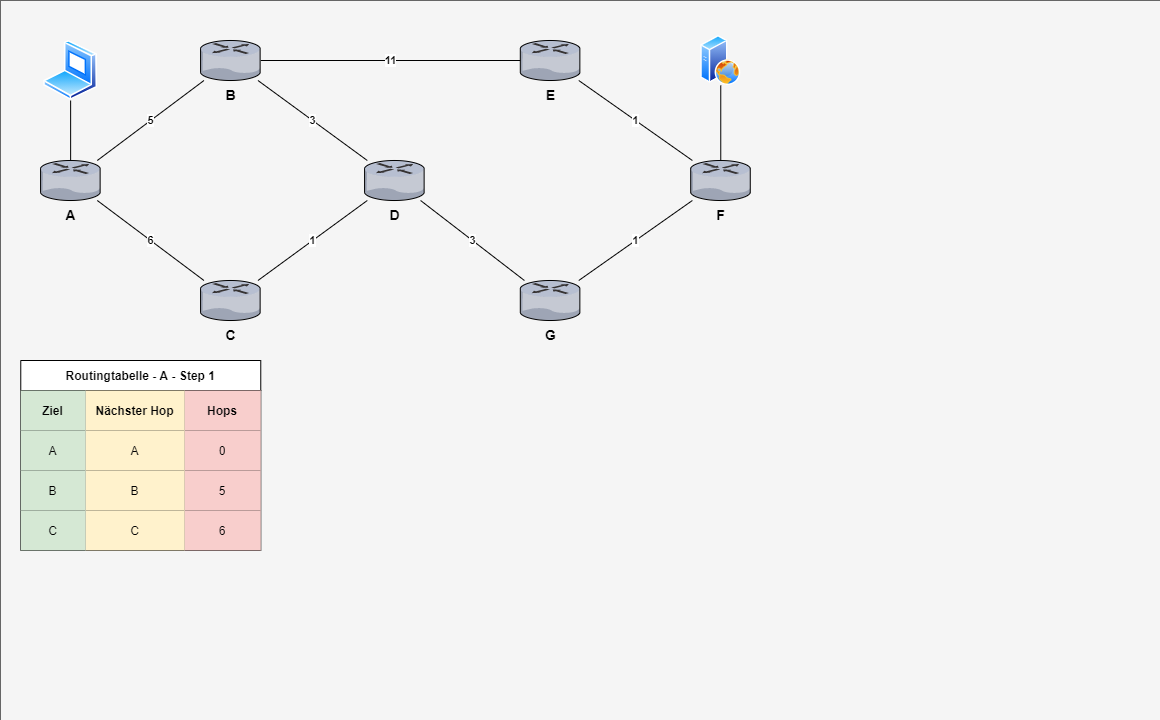 11
B
E
5
3
1
A
D
F
6
1
3
1
C
G
Routingtabelle - A - Step 1
Ziel Nächster Hop Hops
A A 0
B B 5
C C 6